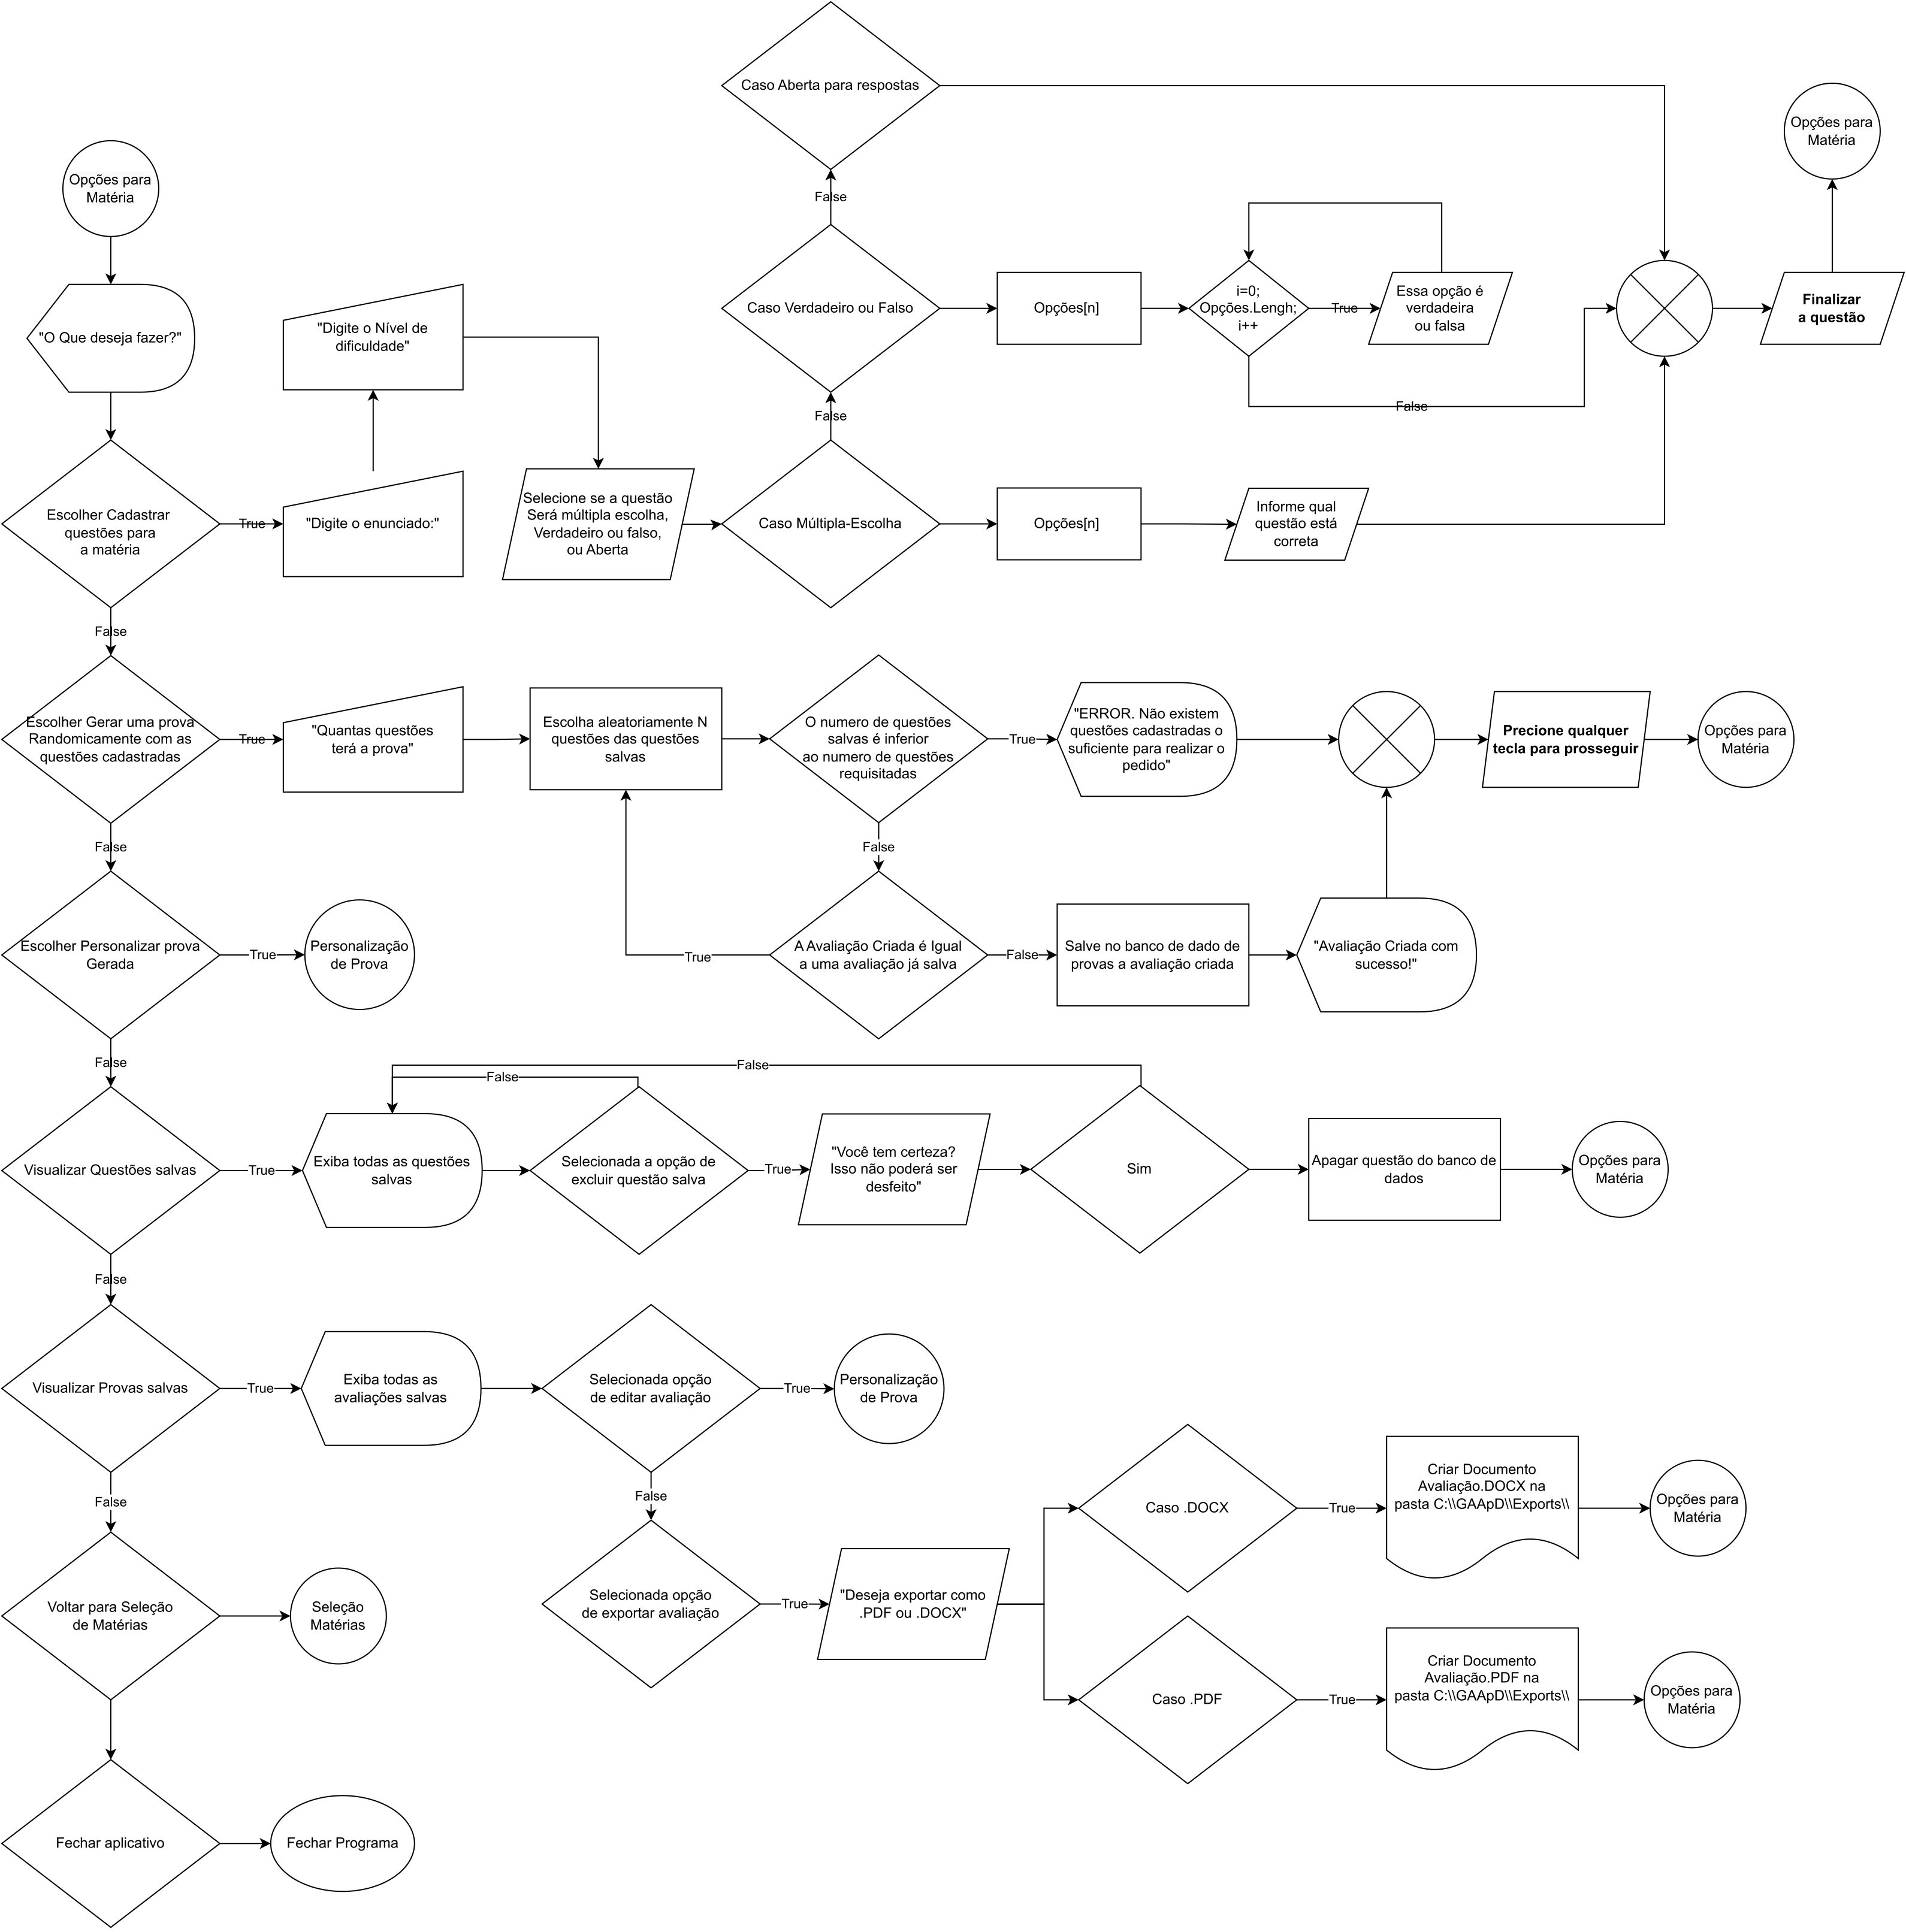 Caso Aberta para respostas
Opções para
Matéria
Opções para
Matéria
False
Caso Verdadeiro ou Falso
Opções[n]
i=0;
Opções.Lengh;
i++
True
Essa opção é
verdadeira
ou falsa
Finalizar
a questão
"O Que deseja fazer?"
"Digite o Nível de
dificuldade"
False
False
Escolher Cadastrar
questões para
a matéria
True
"Digite o enunciado:"
Selecione se a questão
Será múltipla escolha,
Verdadeiro ou falso,
ou Aberta
Caso Múltipla-Escolha
Opções[n]
Informe qual
questão está
correta
False
Escolher Gerar uma prova
Randomicamente com as
questões cadastradas
True
"Quantas questões
terá a prova"
Escolha aleatoriamente N
questões das questões
salvas
O numero de questões
salvas é inferior
ao numero de questões
requisitadas
True
"ERROR. Não existem
questões cadastradas o
suficiente para realizar o
pedido"
Precione qualquer
tecla para prosseguir
Opções para
Matéria
False
False
Escolher Personalizar prova
Gerada
True
Personalização
de Prova
True
A Avaliação Criada é Igual
a uma avaliação já salva
False
Salve no banco de dado de
provas a avaliação criada
"Avaliação Criada com
sucesso!"
False
False
False
Visualizar Questões salvas
True
Exiba todas as questões
salvas
Selecionada a opção de
excluir questão salva
True
"Você tem certeza?
Isso não poderá ser
desfeito"
Sim
Apagar questão do banco de
dados
Opções para
Matéria
False
Visualizar Provas salvas
True
Exiba todas as
avaliações salvas
Selecionada opção
de editar avaliação
True
Personalização
de Prova
False
False
Caso .DOCX
True
Criar Documento
Avaliação.DOCX na
pasta C:\\GAApD\\Exports\\
Opções para
Matéria
Voltar para Seleção
de Matérias
Seleção
Matérias
Selecionada opção
de exportar avaliação
True
"Deseja exportar como
.PDF ou .DOCX"
Caso .PDF
True
Criar Documento
Avaliação.PDF na
pasta C:\\GAApD\\Exports\\
Opções para
Matéria
Fechar aplicativo
Fechar Programa